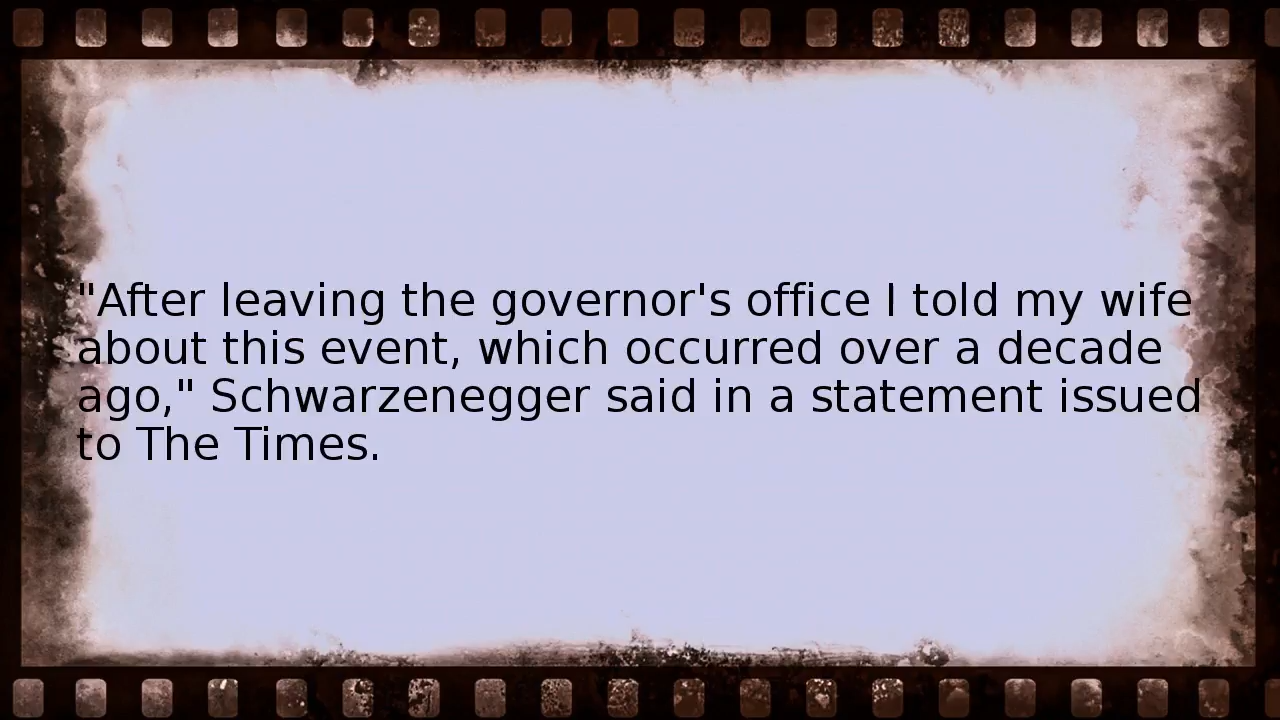 "After leaving the governor's office I told my wife
about this event, which occurred over a decade
ago," Schwarzenegger said in a statement issued
to The Times.